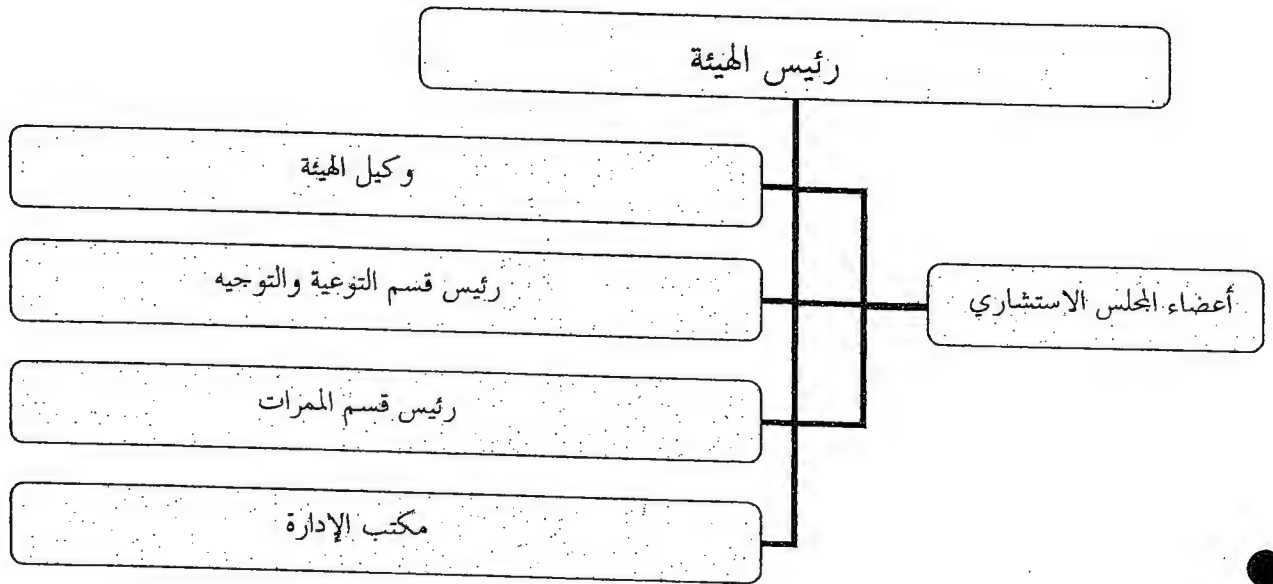 رئيس الهيئة
وكيل الهيئة
رئيس قسم التوعية والتوجيه
أعضاء المجلس الاستشاري
رئيس قسم الممرات
مكتب الإدارة